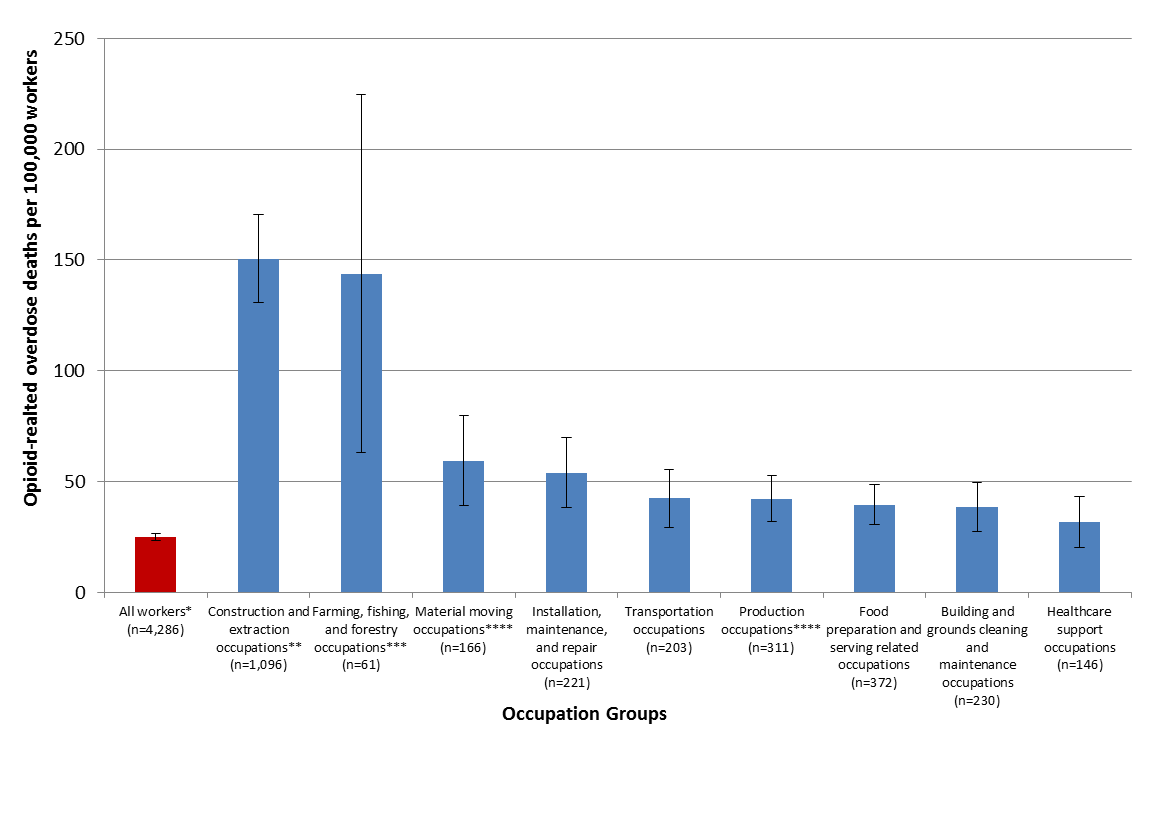 Opioid-realted overdose deaths per 100,000 workers
250
200
150
100
50
0
All workers*
(n=4,286)
Construction and
extraction
occupations**
(n=1,096)
Farming, fishing,
and forestry
occupations***
(n=61)
Material moving
occupations****
(n=166)
Installation,
maintenance,
and repair
occupations
(n=221)
Transportation
occupations
(n=203)
Production
occupations****
(n=311)
Food
preparation and
serving related
occupations
(n=372)
Building and
grounds cleaning
and
maintenance
occupations
(n=230)
Healthcare
support
occupations
(n=146)
Occupation Groups